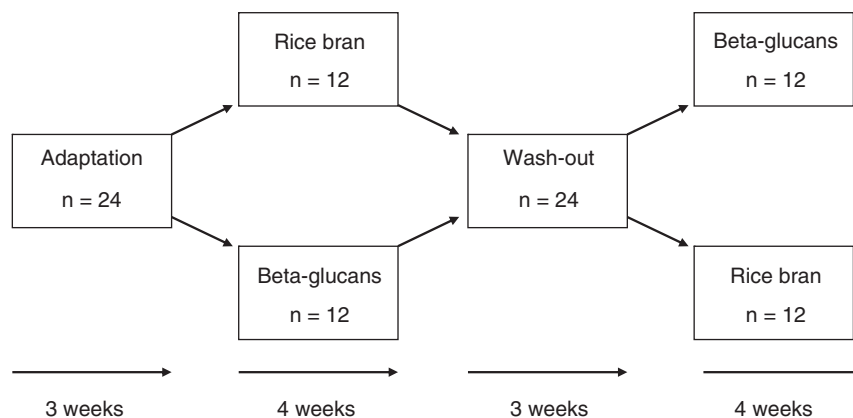 Rice bran
n = 12
Beta-glucans
n = 12
Adaptation
n = 24
Wash-out
n = 24
Beta-glucans
n = 12
Rice bran
n = 12
3 weeks
4 weeks
3 weeks
4 weeks